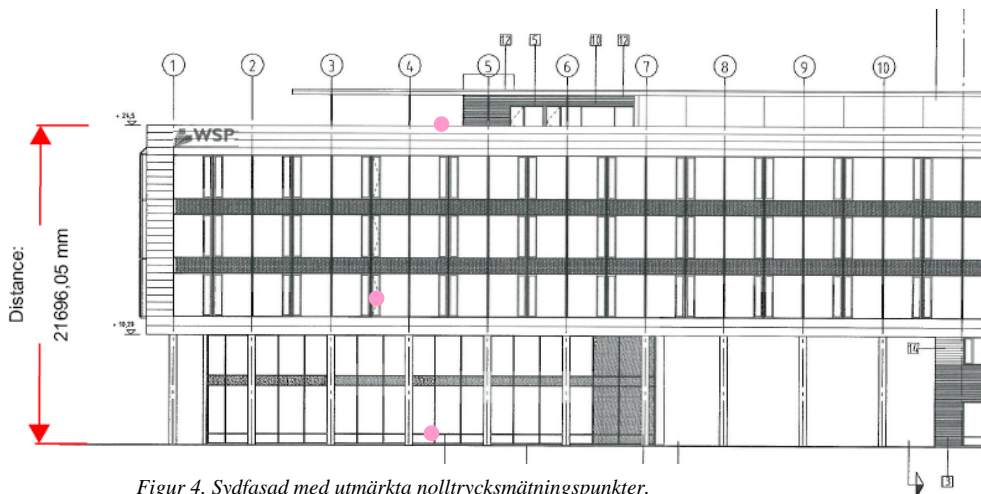 12 5 10 12
1 2 3 4 5 6 7 8 9 10
+ 24,5
WSP
Distance:
21696,05 mm
+ 10,29
14
3
Figur 4. Sydfasad med utmärkta nolltrycksmätningspunkter.